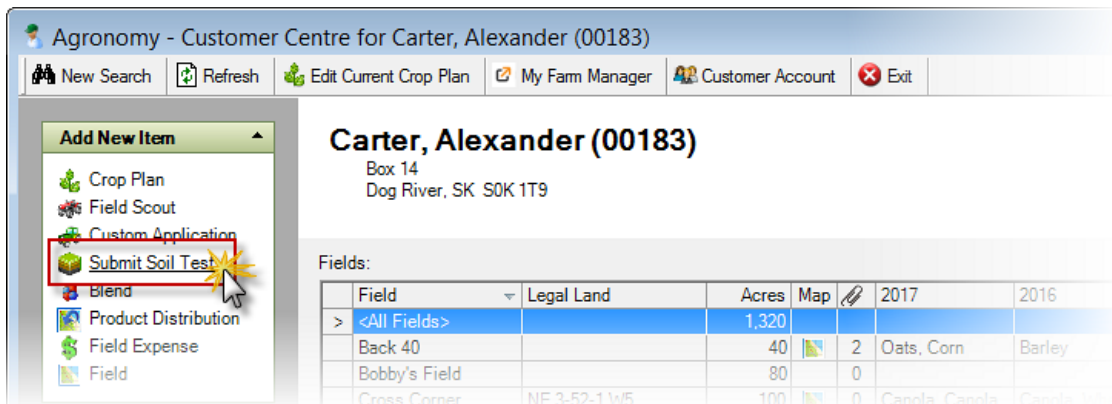 Agronomy - Customer Centre for Carter, Alexander (00183)
New Search Refresh Edit Current Crop Plan My Farm Manager Customer Account Exit
Add New Item
Crop Plan
Field Scout
Custom Application
Submit Soil Test
Blend
Product Distribution
Field Expense
Field
Carter, Alexander (00183)
Box 14
Dog River, SK S0K 1T9
Fields:
Field Legal Land Acres Map 2017 2016
> <All Fields> 1,320
Back 40 40 2 Oats, Corn Barley
Bobby's Field 80 0
Cross Corner NE 3-52-1 W5 100 0 Canola, Canola Canola,